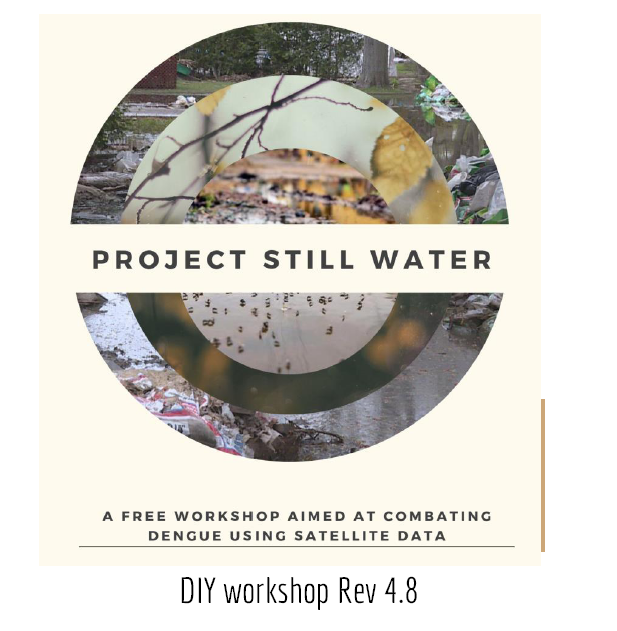 PROJECT STILL WATER
A FREE WORKSHOP AIMED AT COMBATING
DENGUE USING SATELLITE DATA
DIY workshop Rev 4.8